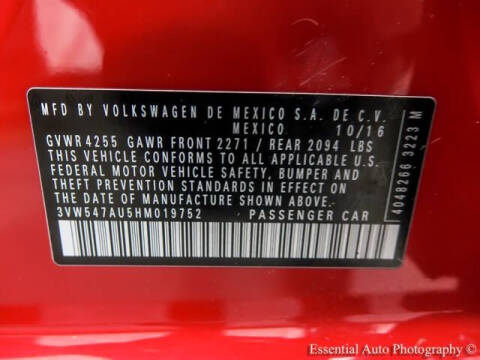 MFD BY VOLKSWAGEN DE MEXICO S.A. DE C.V.
MEXICO 10/16
GVWR 4255 GAWR FRONT 2271 / REAR 2094 LBS
THIS VEHICLE CONFORMS TO ALL APPLICABLE U.S.
FEDERAL MOTOR VEHICLE SAFETY, BUMPER AND
THEFT PREVENTION STANDARDS IN EFFECT ON
THE DATE OF MANUFACTURE SHOWN ABOVE.
3VW547AU5HM019752 PASSENGER CAR
4048266 3223 M
Essential Auto Photography ©